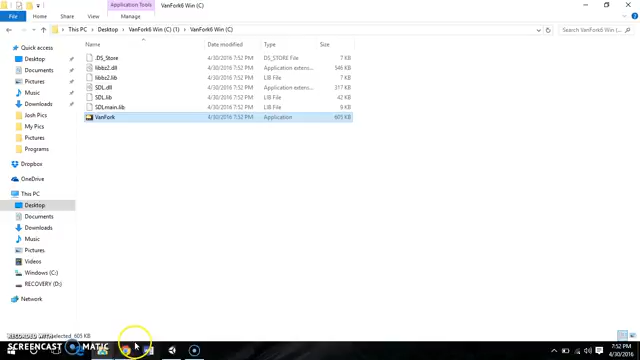 Application Tools
VanFork6 Win (C)
File Home Share View Manage
This PC Desktop VanFork6 Win (C) (1) VanFork6 Win (C)
Search VanFork6 Win (C)
Quick access
Desktop
Documents
Pictures
Music
Downloads
Josh Pics
My Pics
Pictures
Programs
Dropbox
OneDrive
This PC
Desktop
Documents
Downloads
Music
Pictures
Videos
Windows (C:)
RECOVERY (D:)
Network
Name Date modified Type Size
.DS_Store 4/30/2016 7:52 PM DS_STORE File 7 KB
libbz2.dll 4/30/2016 7:52 PM Application extens... 546 KB
libbz2.lib 4/30/2016 7:52 PM LIB File 7 KB
SDL.dll 4/30/2016 7:52 PM Application extens... 317 KB
SDL.lib 4/30/2016 7:52 PM LIB File 42 KB
SDLmain.lib 4/30/2016 7:52 PM LIB File 9 KB
VanFork 4/30/2016 7:52 PM Application 605 KB
selected 605 KB
RECORDED WITH
SCREENCAST MATIC
7:52 PM
4/30/2016